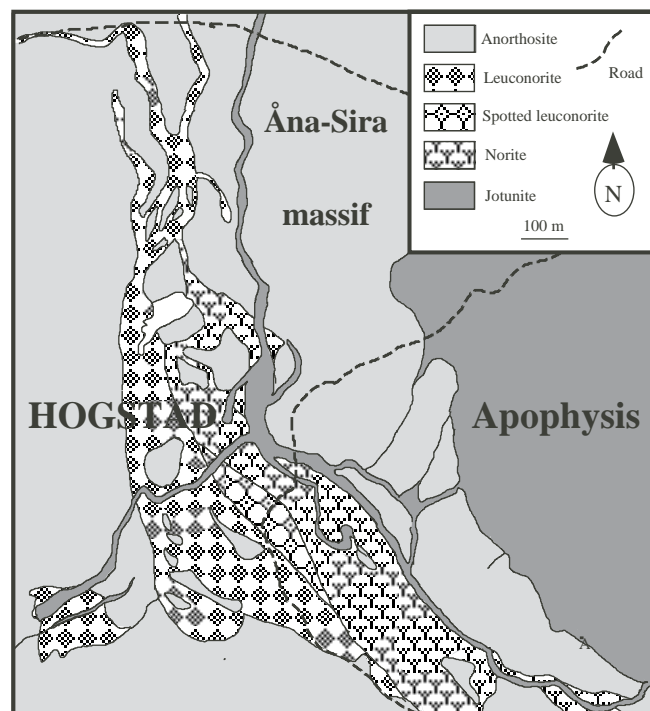 Anorthosite
Leuconorite
Road
Spotted leuconorite
Norite
N
Jotunite
100 m
Åna-Sira
massif
HOGSTAD
Apophysis
Å